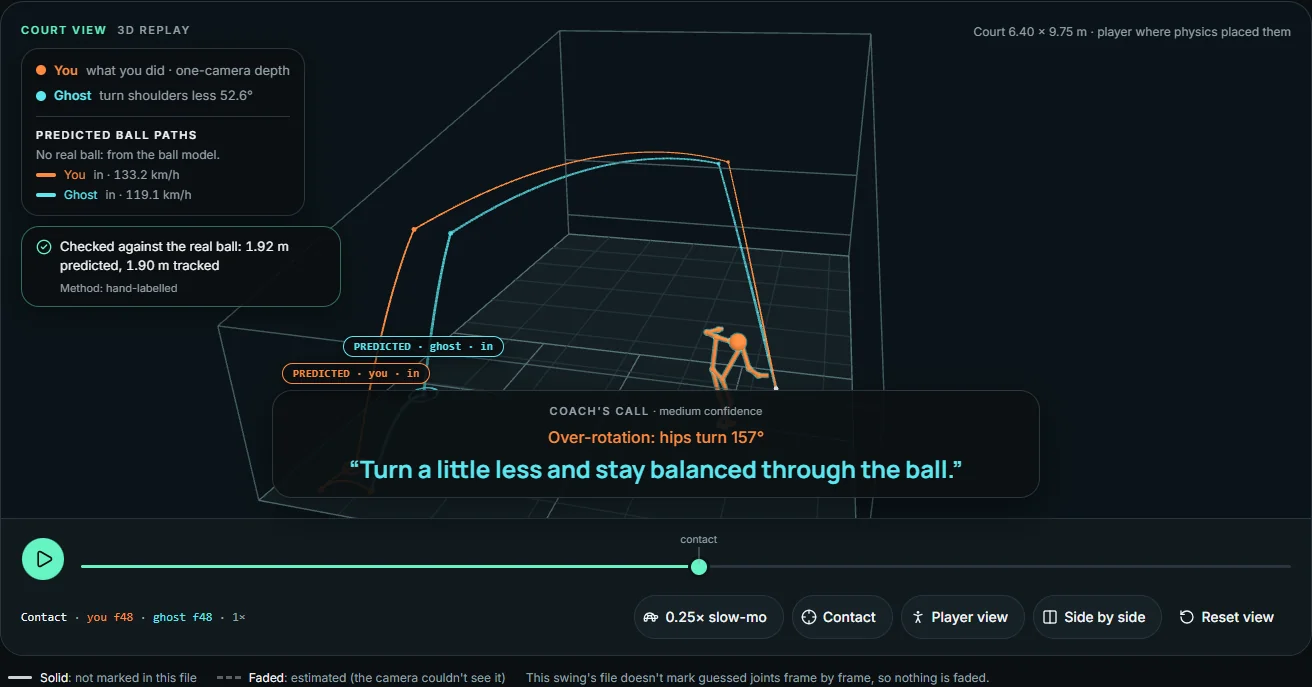 COURT VIEW 3D REPLAY
Court 6.40 × 9.75 m · player where physics placed them
You what you did · one-camera depth
Ghost turn shoulders less 52.6°
PREDICTED BALL PATHS
No real ball: from the ball model.
You in · 133.2 km/h
Ghost in · 119.1 km/h
Checked against the real ball: 1.92 m
predicted, 1.90 m tracked
Method: hand-labelled
PREDICTED · ghost · in
PREDICTED · you · in
COACH'S CALL · medium confidence
Over-rotation: hips turn 157°
“Turn a little less and stay balanced through the ball.”
contact
Contact · you f48 · ghost f48 · 1×
0.25× slow-mo
Contact
Player view
Side by side
Reset view
Solid: not marked in this file
Faded: estimated (the camera couldn't see it)
This swing's file doesn't mark guessed joints frame by frame, so nothing is faded.